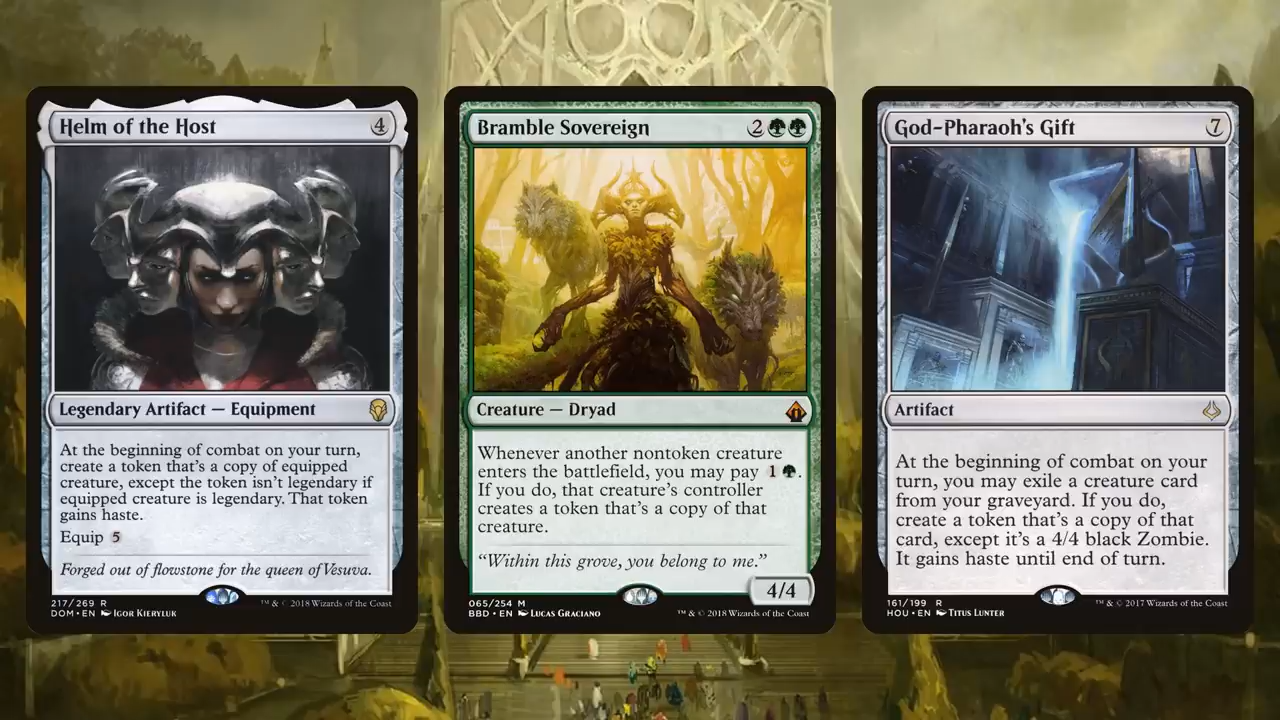 Helm of the Host 4
Legendary Artifact — Equipment
At the beginning of combat on your turn,
create a token that's a copy of equipped
creature, except the token isn't legendary if
equipped creature is legendary. That token
gains haste.
Equip 5
Forged out of flowstone for the queen of Vesuva.
217/269 R
DOM • EN Igor Kieryluk
™ & © 2018 Wizards of the Coast
Bramble Sovereign 2
Creature — Dryad
Whenever another nontoken creature
enters the battlefield, you may pay 1 .
If you do, that creature's controller
creates a token that's a copy of that
creature.
"Within this grove, you belong to me."
4/4
065/254 M
BBD • EN Lucas Graciano
™ & © 2018 Wizards of the Coast
God-Pharaoh's Gift 7
Artifact
At the beginning of combat on your
turn, you may exile a creature card
from your graveyard. If you do,
create a token that's a copy of that
card, except it's a 4/4 black Zombie.
It gains haste until end of turn.
161/199 R
HOU • EN Titus Lunter
™ & © 2017 Wizards of the Coast